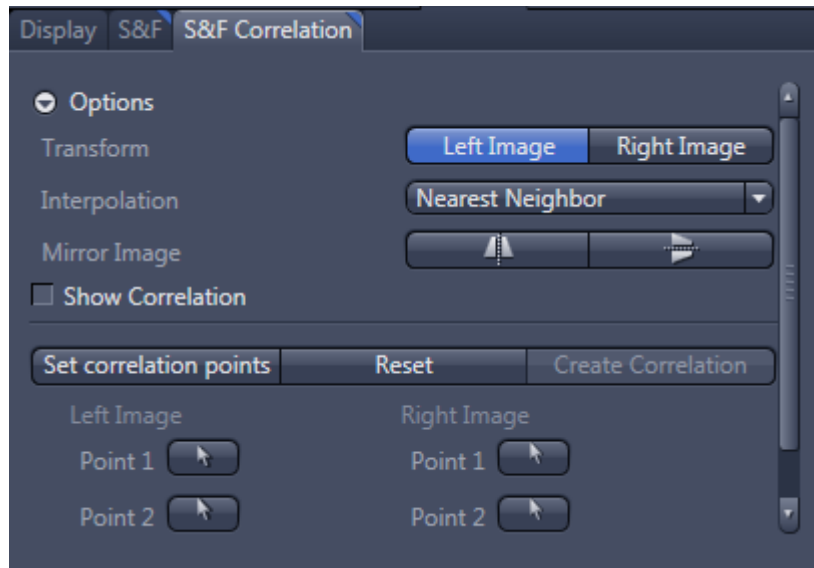 Display S&F S&F Correlation
Options
Transform Left Image Right Image
Interpolation Nearest Neighbor
Mirror Image
Show Correlation
Set correlation points Reset Create Correlation
Left Image Right Image
Point 1 Point 1
Point 2 Point 2